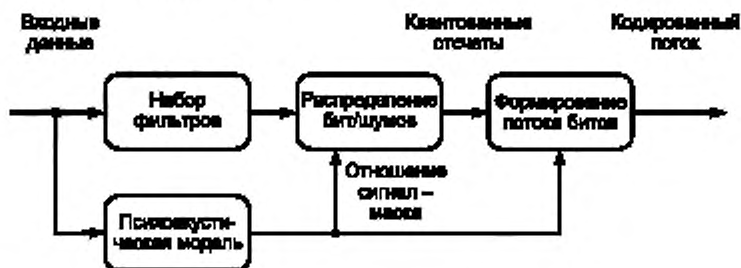 Входные
данные
Квантованные
отсчеты
Кодированный
поток
Набор
фильтров
Распределение
бит/шумов
Формирование
потока битов
Отношение
сигнал –
маска
Психоакусти-
ческая модель